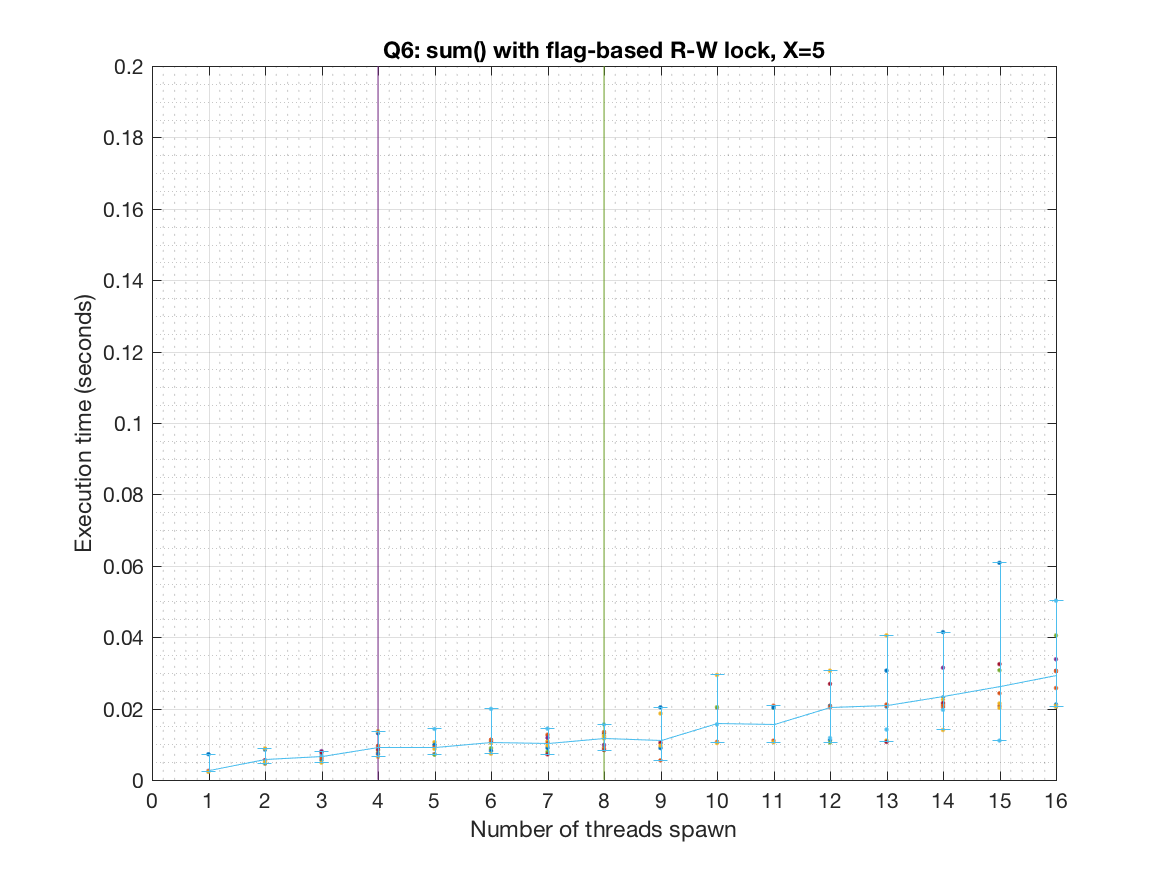 Q6: sum() with flag-based R-W lock, X=5
0.2
0.18
0.16
0.14
0.12
0.1
0.08
0.06
0.04
0.02
0
Execution time (seconds)
0 1 2 3 4 5 6 7 8 9 10 11 12 13 14 15 16
Number of threads spawn